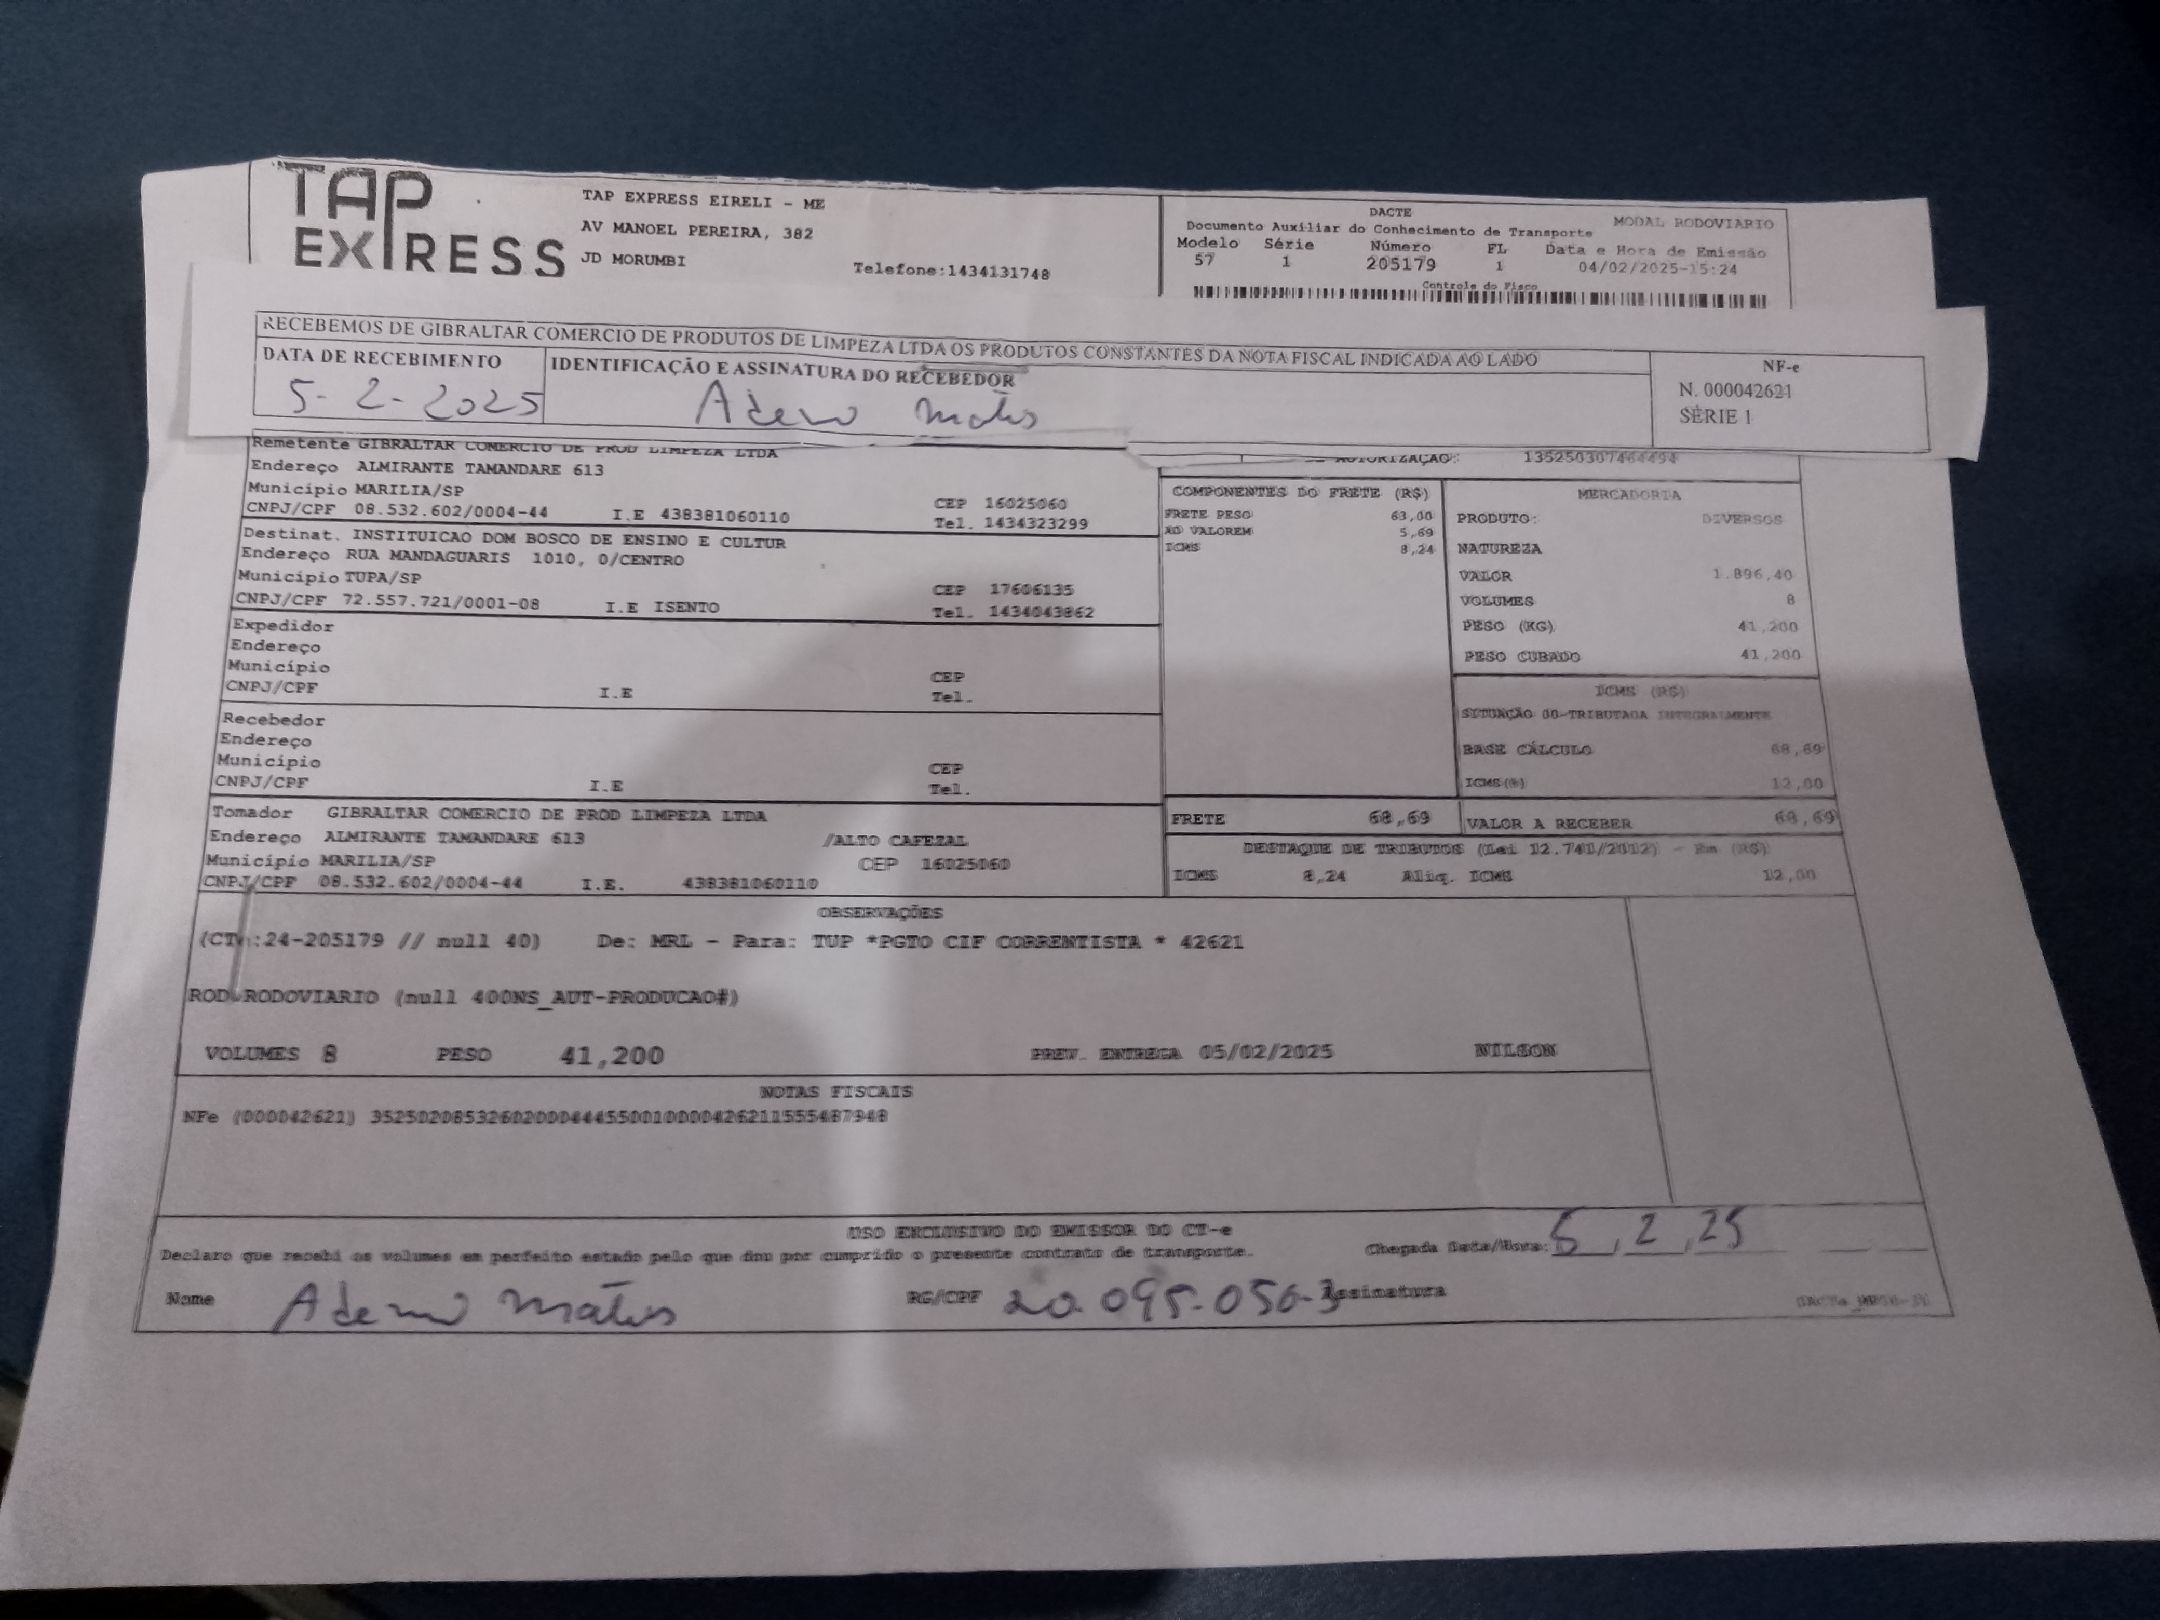 TAP EXPRESS
TAP EXPRESS EIRELI - ME
AV MANOEL PEREIRA, 382
JD MORUMBI
Telefone:1434131748
DACTE
MODAL RODOVIARIO
Documento Auxiliar do Conhecimento de Transporte
Modelo Série Número FL Data e Hora de Emissão
57 1 205179 1 04/02/2025-15:24
Controle do Fisco
RECEBEMOS DE GIBRALTAR COMERCIO DE PRODUTOS DE LIMPEZA LTDA OS PRODUTOS CONSTANTES DA NOTA FISCAL INDICADA AO LADO
DATA DE RECEBIMENTO
IDENTIFICAÇÃO E ASSINATURA DO RECEBEDOR
5-2-2025
NF-e
N. 000042621
SÉRIE 1
Remetente GIBRALTAR COMERCIO DE PROD LIMPEZA LTDA
Endereço ALMIRANTE TAMANDARE 613
Município MARILIA/SP CEP 16025060
CNPJ/CPF 08.532.602/0004-44 I.E 438381060110 Tel. 1434323299
Destinat. INSTITUICAO DOM BOSCO DE ENSINO E CULTUR
Endereço RUA MANDAGUARIS 1010, 0/CENTRO
Município TUPA/SP CEP 17606135
CNPJ/CPF 72.557.721/0001-08 I.E ISENTO Tel. 1434043862
Expedidor
Endereço
Município CEP
CNPJ/CPF I.E Tel.
Recebedor
Endereço
Município CEP
CNPJ/CPF I.E Tel.
Tomador GIBRALTAR COMERCIO DE PROD LIMPEZA LTDA
Endereço ALMIRANTE TAMANDARE 613 /ALTO CAFEZAL
Município MARILIA/SP CEP 16025060
CNPJ/CPF 08.532.602/0004-44 I.E. 438381060110
AUTORIZAÇAO: 135250307464494
COMPONENTES DO FRETE (R$)
FRETE PESO 63,00
AD VALOREM 5,69
ICMS 8,24
MERCADORIA
PRODUTO: DIVERSOS
NATUREZA
VALOR 1.896,40
VOLUMES 8
PESO (KG) 41,200
PESO CUBADO 41,200
ICMS (R$)
SITUAÇÃO 00-TRIBUTADA INTEGRALMENTE
BASE CÁLCULO 68,69
ICMS(%) 12,00
FRETE 68,69 VALOR A RECEBER 68,69
DESTAQUE DE TRIBUTOS (Lei 12.741/2012) - Em (R$)
ICMS 8,24 Aliq. ICMS 12,00
OBSERVAÇÕES
:24-205179 // null 40) De: MRL - Para: TUP *PGTO CIF CORRENTISTA * 42621
RODOVIARIO (null 400NS_AUT-PRODUCAO#)
VOLUMES 8 PESO 41,200 PREV. ENTREGA 05/02/2025 NILSON
NOTAS FISCAIS
NFe (000042621) 35250208532602000444550010000426211555487948
USO EXCLUSIVO DO EMISSOR DO CT-e
Declaro que recebi os volumes em perfeito estado pelo que dou por cumprido o presente contrato de transporte.
Chegada Data/Hora: 5, 2, 25
Nome RG/CPF 20.095.056-3 Assinatura